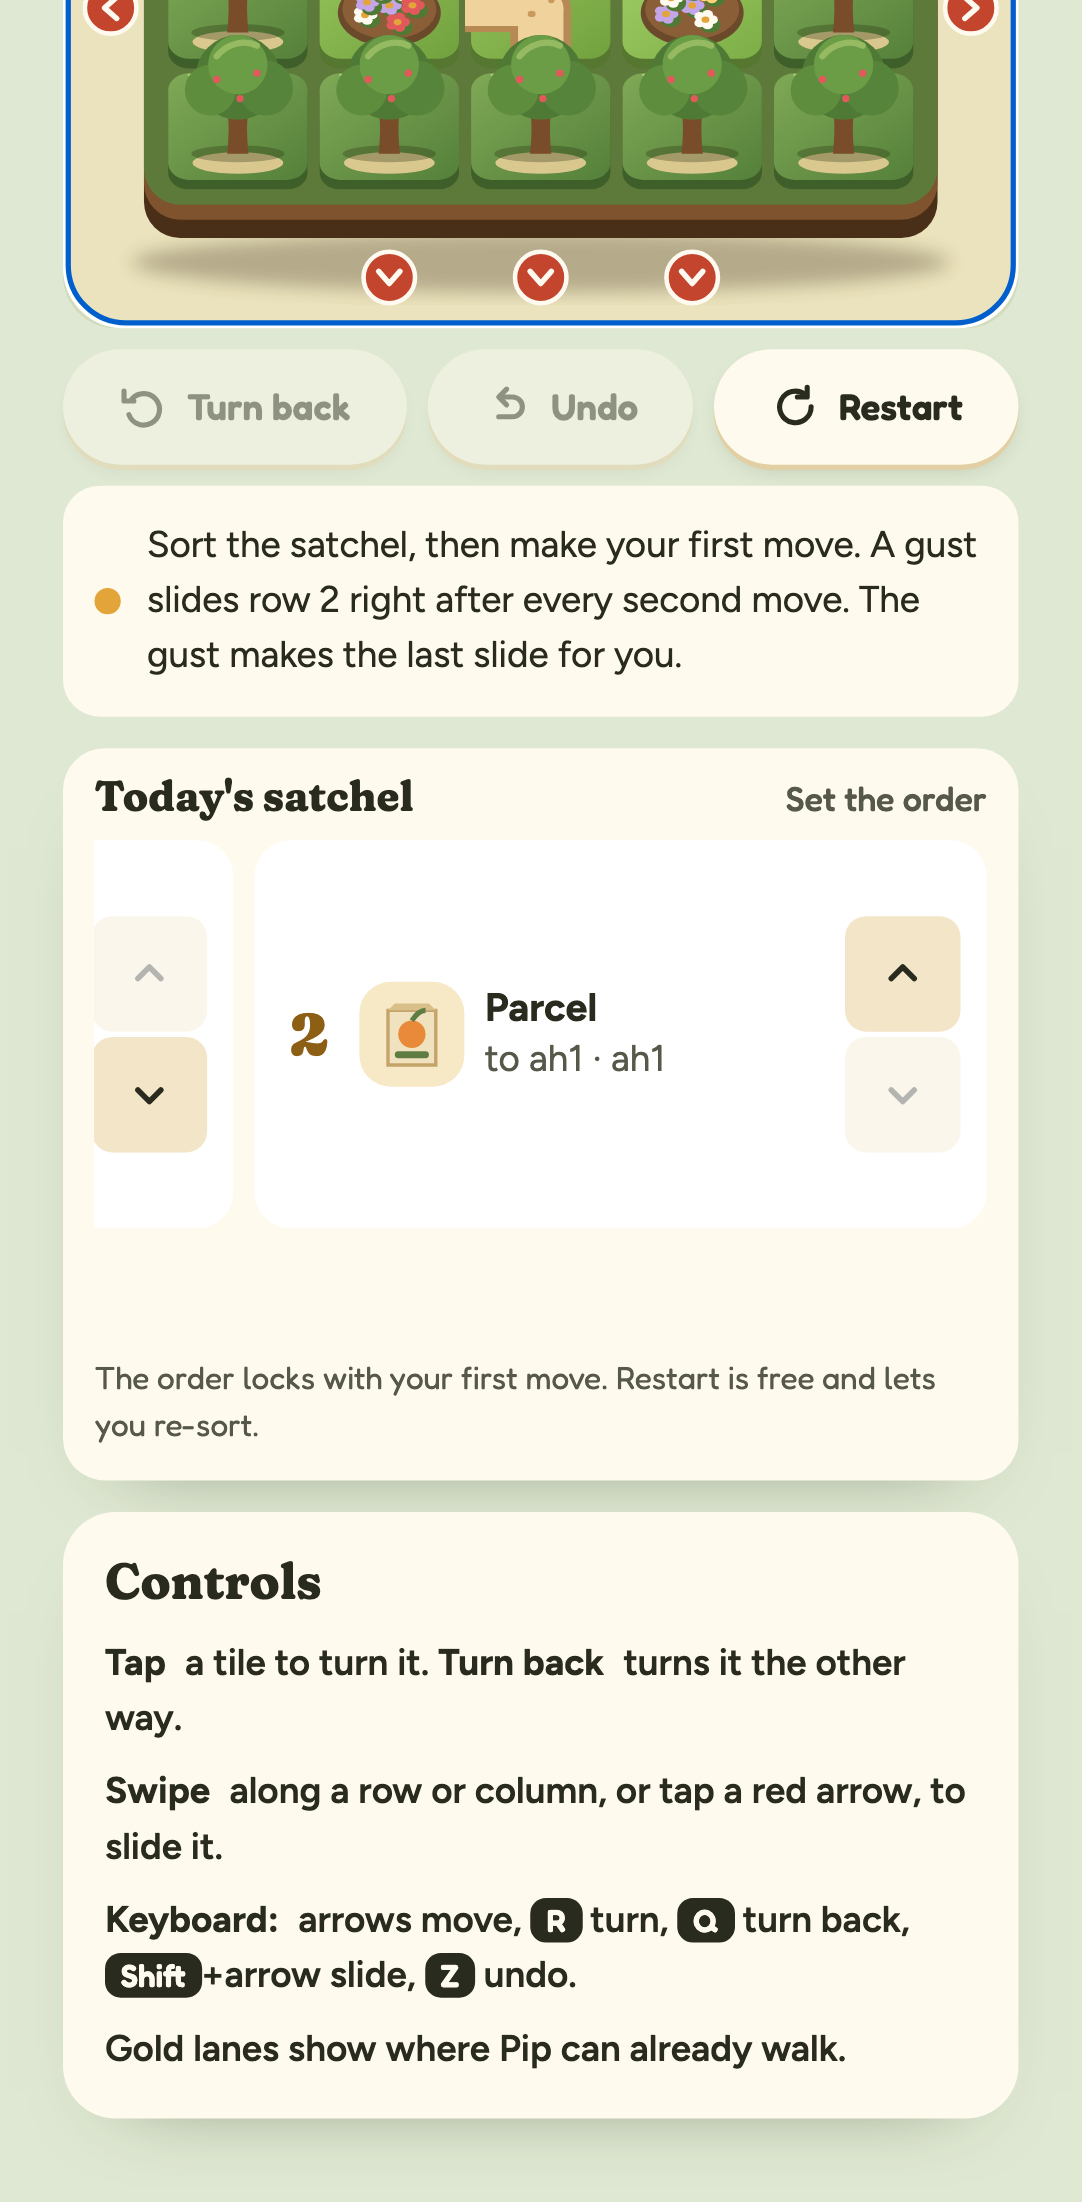 Turn back
Undo
Restart
Sort the satchel, then make your first move. A gust
slides row 2 right after every second move. The
gust makes the last slide for you.
Today's satchel
Set the order
2
Parcel
to ah1 · ah1
The order locks with your first move. Restart is free and lets
you re-sort.
Controls
Tap a tile to turn it. Turn back turns it the other
way.
Swipe along a row or column, or tap a red arrow, to
slide it.
Keyboard: arrows move, R turn, Q turn back,
Shift+arrow slide, Z undo.
Gold lanes show where Pip can already walk.